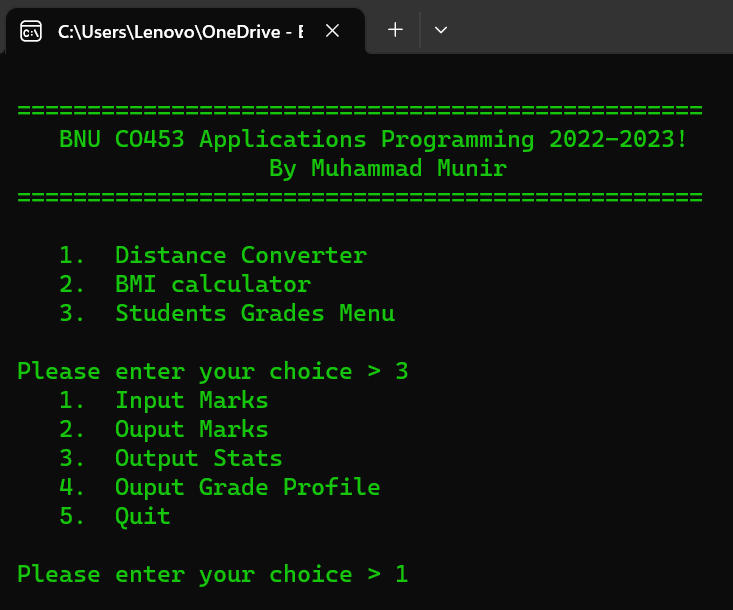 C:\Users\Lenovo\OneDrive - E
==================================================
BNU CO453 Applications Programming 2022-2023!
By Muhammad Munir
==================================================
1. Distance Converter
2. BMI calculator
3. Students Grades Menu
Please enter your choice > 3
1. Input Marks
2. Ouput Marks
3. Output Stats
4. Ouput Grade Profile
5. Quit
Please enter your choice > 1